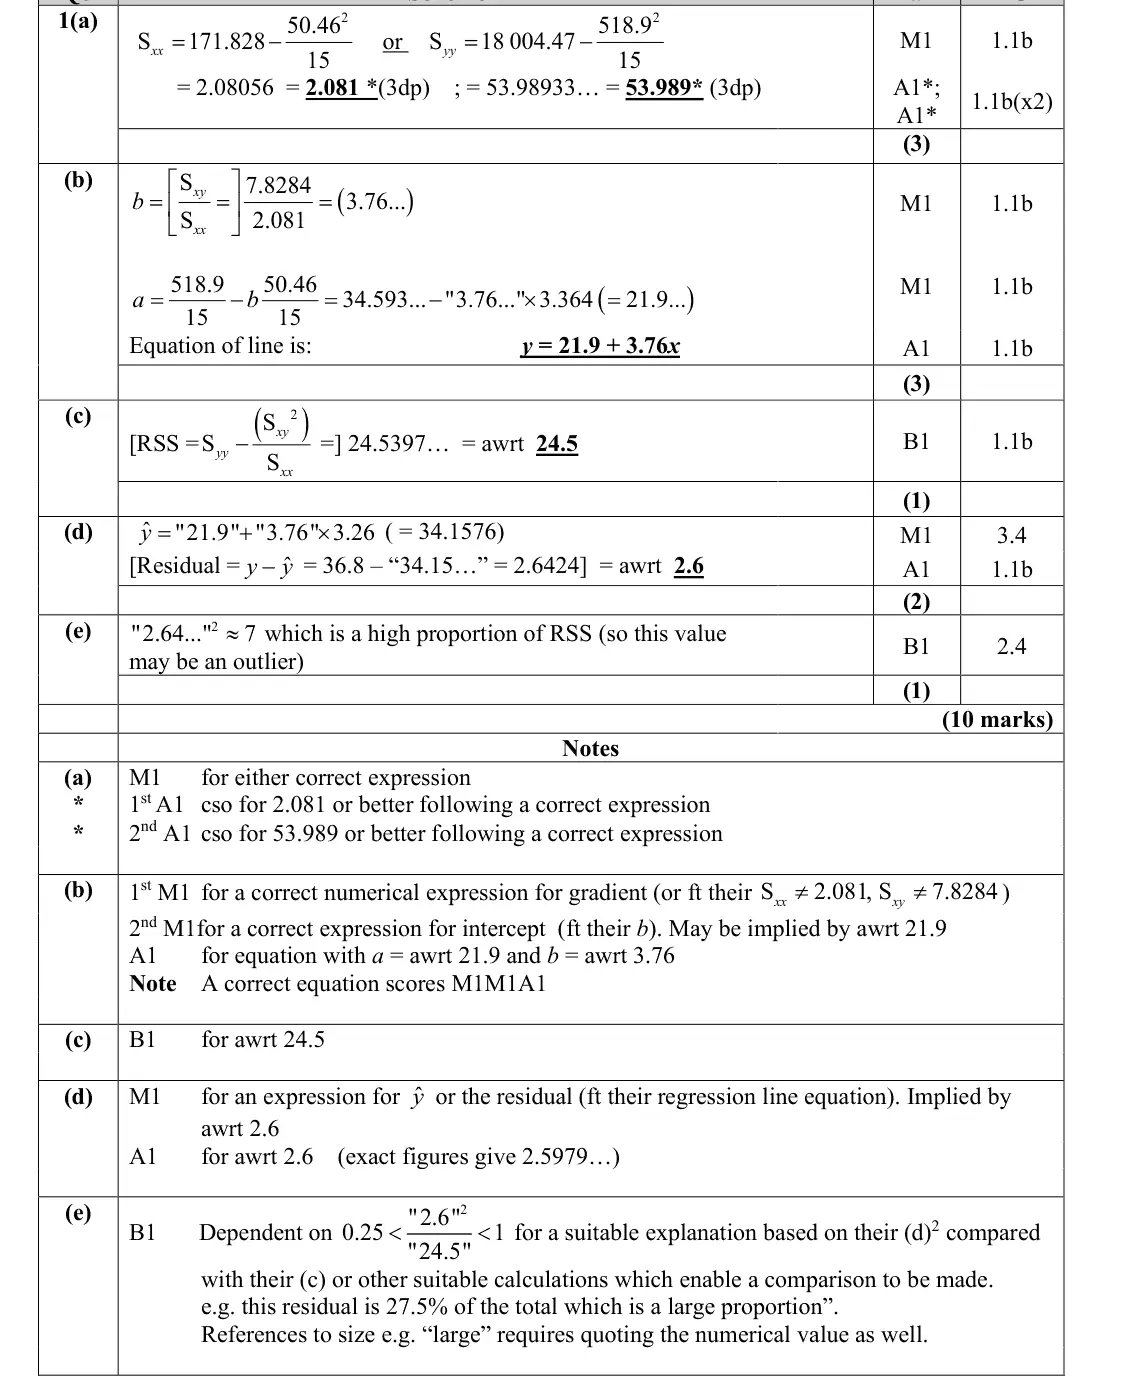 1(a) Sxx = 171.828 − 50.46²/15 or Syy = 18 004.47 − 518.9²/15 M1 1.1b
= 2.08056 = 2.081 *(3dp) ; = 53.98933… = 53.989* (3dp) A1*; A1* 1.1b(x2)
(3)
(b) b = [Sxy/Sxx =] 7.8284/2.081 = (3.76...) M1 1.1b
a = 518.9/15 − b 50.46/15 = 34.593... − "3.76..."× 3.364 (= 21.9...) M1 1.1b
Equation of line is: y = 21.9 + 3.76x A1 1.1b
(3)
(c) [RSS = Syy − (Sxy²)/Sxx =] 24.5397… = awrt 24.5 B1 1.1b
(1)
(d) ŷ = "21.9"+"3.76"× 3.26 ( = 34.1576) M1 3.4
[Residual = y – ŷ = 36.8 – “34.15…” = 2.6424] = awrt 2.6 A1 1.1b
(2)
(e) "2.64..."² ≈ 7 which is a high proportion of RSS (so this value B1 2.4
may be an outlier)
(1)
(10 marks)
Notes
(a) M1 for either correct expression
* 1st A1 cso for 2.081 or better following a correct expression
* 2nd A1 cso for 53.989 or better following a correct expression
(b) 1st M1 for a correct numerical expression for gradient (or ft their Sxx ≠ 2.081, Sxy ≠ 7.8284 )
2nd M1for a correct expression for intercept (ft their b). May be implied by awrt 21.9
A1 for equation with a = awrt 21.9 and b = awrt 3.76
Note A correct equation scores M1M1A1
(c) B1 for awrt 24.5
(d) M1 for an expression for ŷ or the residual (ft their regression line equation). Implied by
awrt 2.6
A1 for awrt 2.6 (exact figures give 2.5979…)
(e) B1 Dependent on 0.25 < "2.6"²/"24.5" < 1 for a suitable explanation based on their (d)² compared
with their (c) or other suitable calculations which enable a comparison to be made.
e.g. this residual is 27.5% of the total which is a large proportion”.
References to size e.g. “large” requires quoting the numerical value as well.